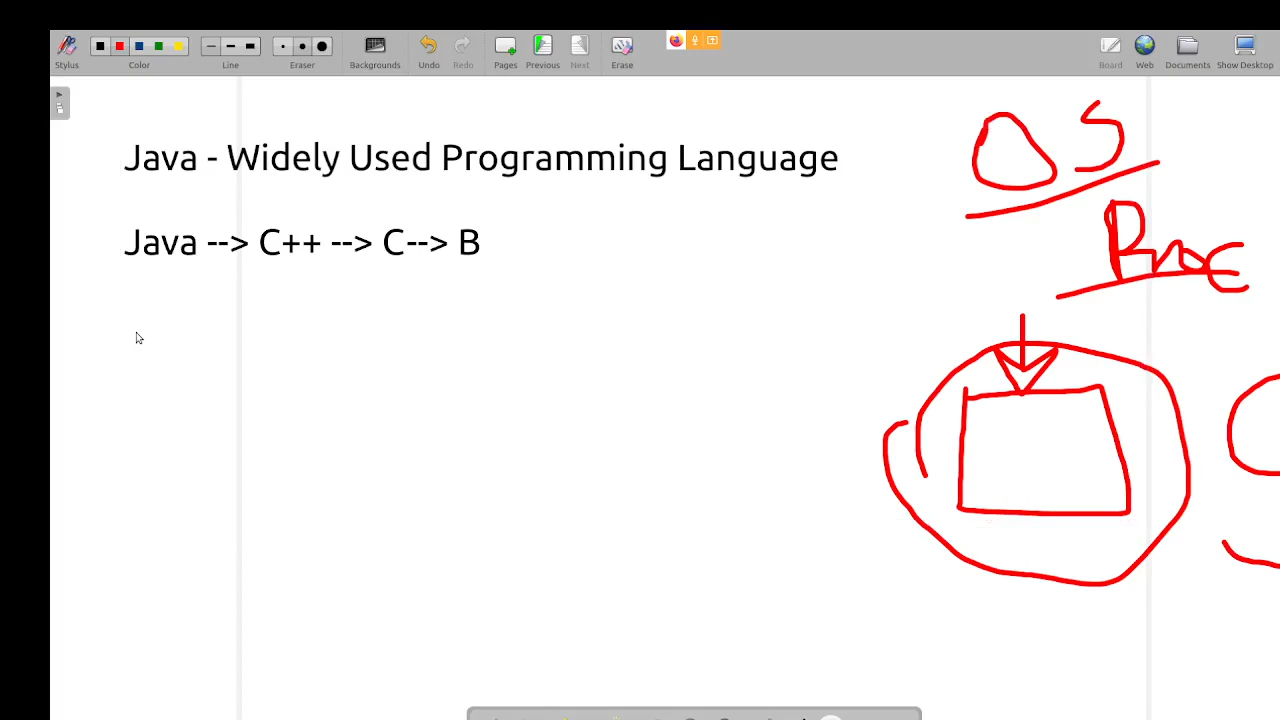 Stylus
Color
Line
Eraser
Backgrounds
Undo
Redo
Pages
Previous
Next
Erase
Board
Web
Documents
Show Desktop
Java - Widely Used Programming Language
Java --> C++ --> C--> B
OS
Proc